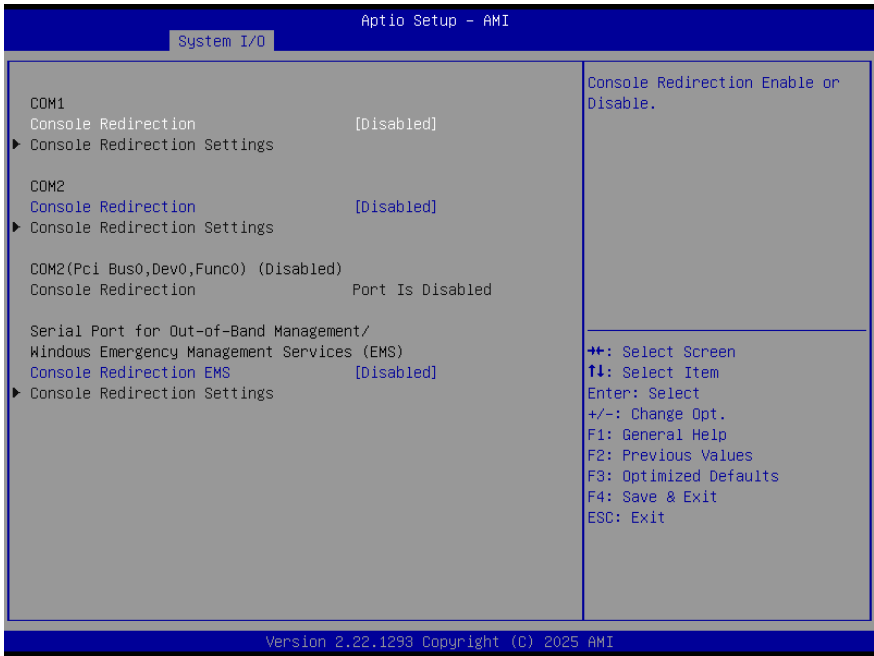 Aptio Setup – AMI
System I/O
COM1
Console Redirection [Disabled]
▶ Console Redirection Settings
COM2
Console Redirection [Disabled]
▶ Console Redirection Settings
COM2(Pci Bus0,Dev0,Func0) (Disabled)
Console Redirection Port Is Disabled
Serial Port for Out-of-Band Management/
Windows Emergency Management Services (EMS)
Console Redirection EMS [Disabled]
▶ Console Redirection Settings
Console Redirection Enable or
Disable.
→←: Select Screen
↑↓: Select Item
Enter: Select
+/-: Change Opt.
F1: General Help
F2: Previous Values
F3: Optimized Defaults
F4: Save & Exit
ESC: Exit
Version 2.22.1293 Copyright (C) 2025 AMI